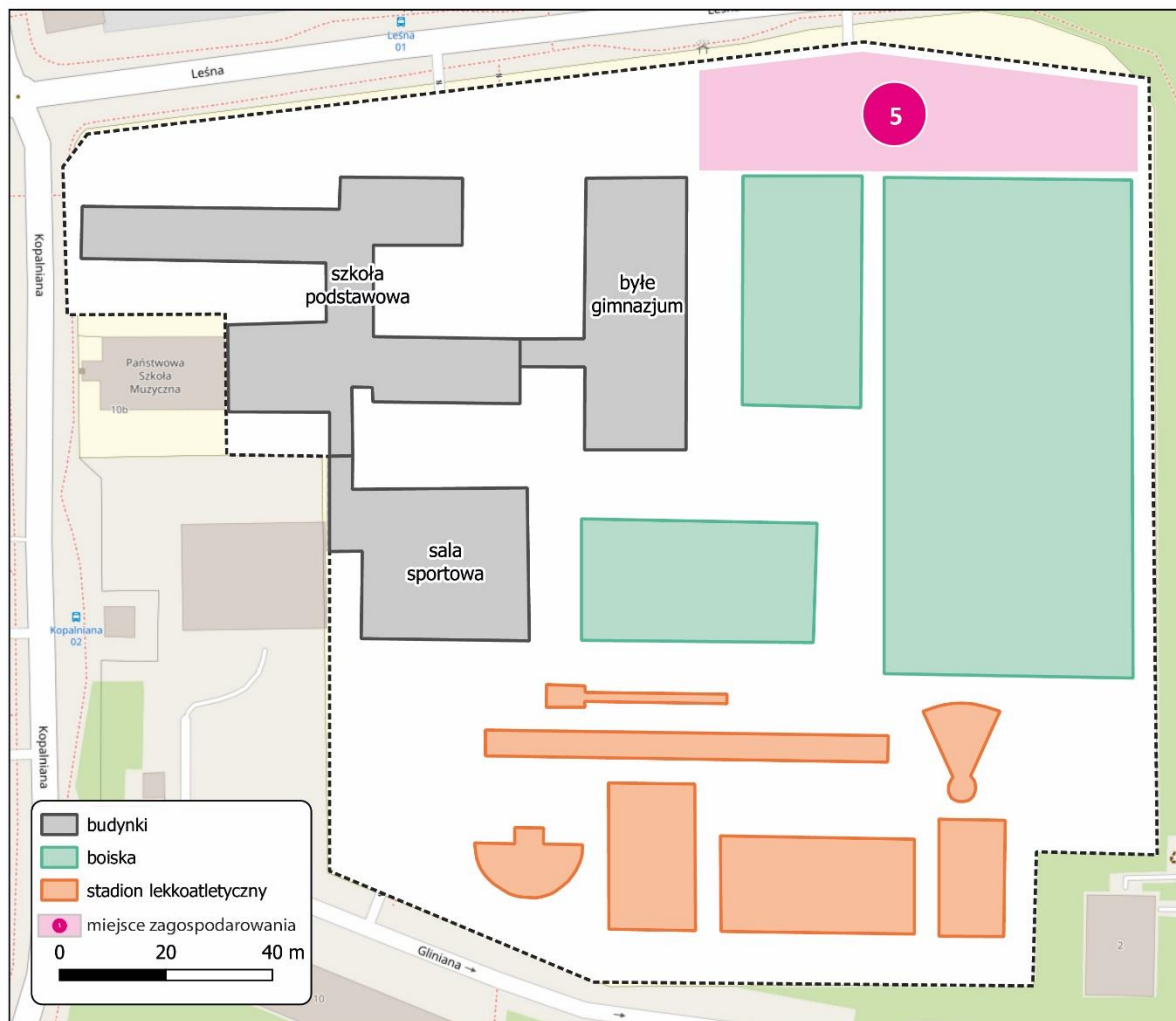 Leśna
01
Leśna
5
Kopalniana
szkoła
podstawowa
byłe
gimnazjum
Państwowa
Szkoła
Muzyczna
10b
sala
sportowa
Kopalniana
02
Kopalniana
budynki
boiska
stadion lekkoatletyczny
miejsce zagospodarowania
0 20 40 m
Gliniana →
10
2